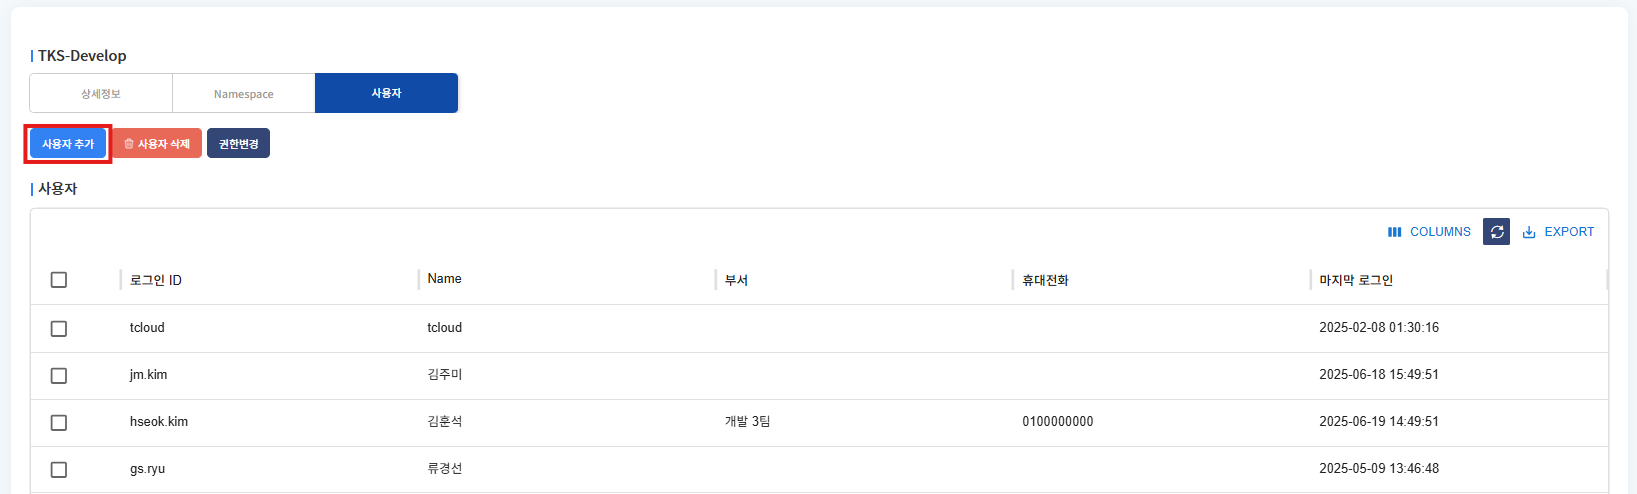 TKS-Develop
상세정보 Namespace 사용자
사용자 추가 사용자 삭제 권한변경
사용자
COLUMNS EXPORT
로그인 ID Name 부서 휴대전화 마지막 로그인
tcloud tcloud 2025-02-08 01:30:16
jm.kim 김주미 2025-06-18 15:49:51
hseok.kim 김훈석 개발 3팀 0100000000 2025-06-19 14:49:51
gs.ryu 류경선 2025-05-09 13:46:48